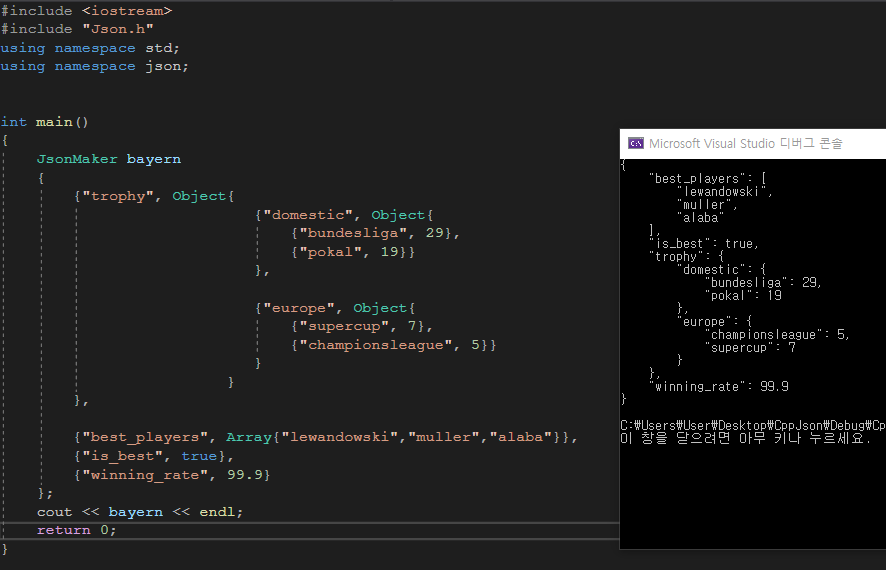 #include <iostream>
#include "Json.h"
using namespace std;
using namespace json;
int main()
{
JsonMaker bayern
{
{"trophy", Object{
{"domestic", Object{
{"bundesliga", 29},
{"pokal", 19}}
},
{"europe", Object{
{"supercup", 7},
{"championsleague", 5}}
}
}
},
{"best_players", Array{"lewandowski","muller","alaba"}},
{"is_best", true},
{"winning_rate", 99.9}
};
cout << bayern << endl;
return 0;
}
Microsoft Visual Studio 디버그 콘솔
{
"best_players": [
"lewandowski",
"muller",
"alaba"
],
"is_best": true,
"trophy": {
"domestic": {
"bundesliga": 29,
"pokal": 19
},
"europe": {
"championsleague": 5,
"supercup": 7
}
},
"winning_rate": 99.9
}
C:₩Users₩User₩Desktop₩CppJson₩Debug₩Cp
이 창을 닫으려면 아무 키나 누르세요.